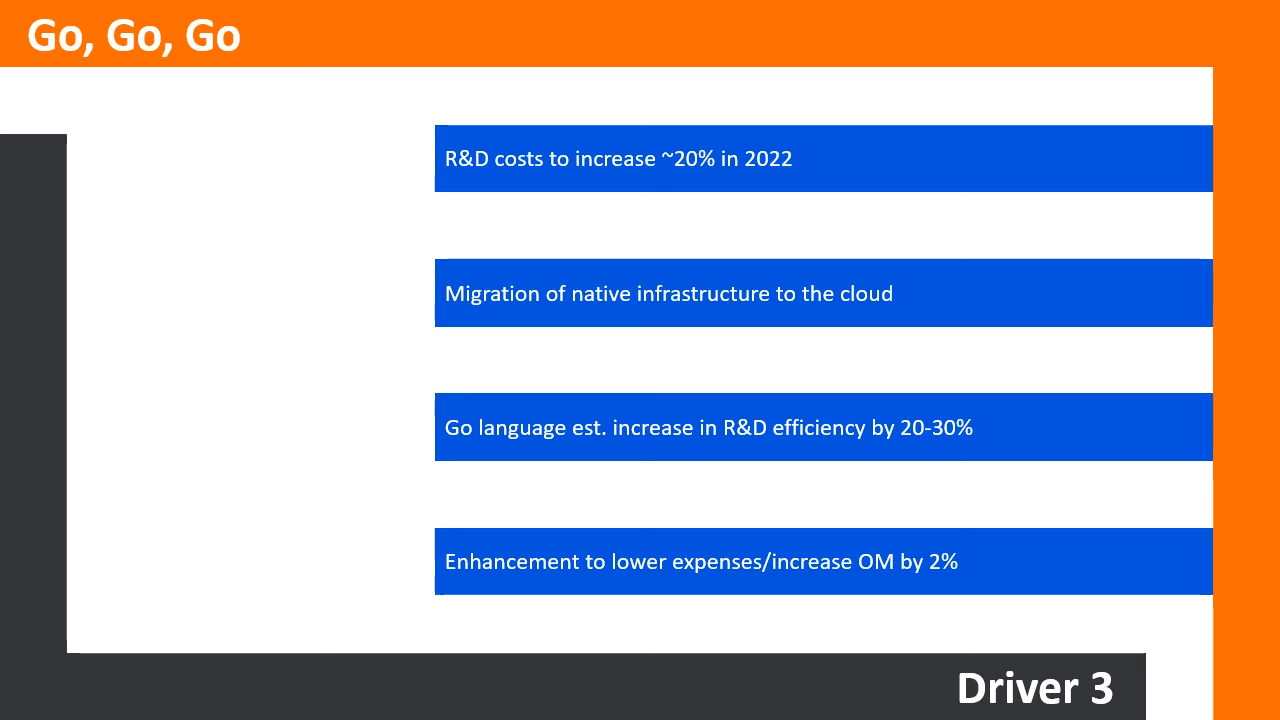 Go, Go, Go
R&D costs to increase ~20% in 2022
Migration of native infrastructure to the cloud
Go language est. increase in R&D efficiency by 20-30%
Enhancement to lower expenses/increase OM by 2%
Driver 3